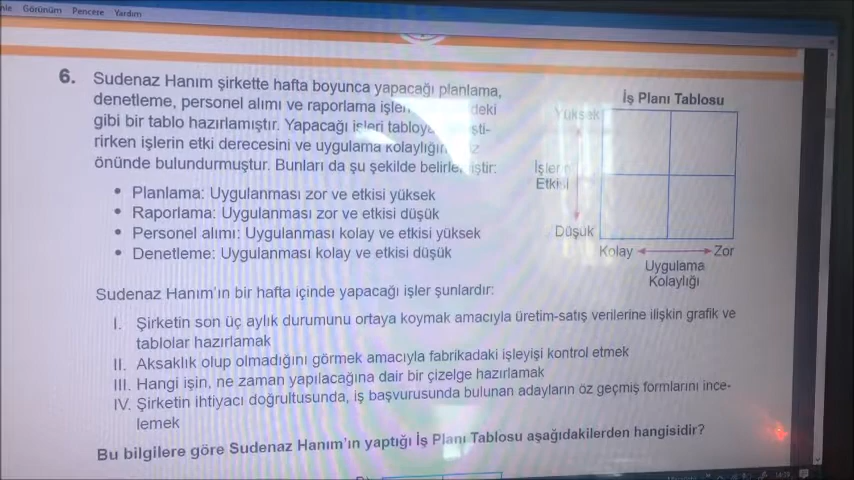 Görünüm Pencere Yardım
6. Sudenaz Hanım şirkette hafta boyunca yapacağı planlama,
denetleme, personel alımı ve raporlama işler deki
gibi bir tablo hazırlamıştır. Yapacağı işleri
rirken işlerin etki derecesini ve uygulama
önünde bulundurmuştur. Bunları da şu şekilde
• Planlama: Uygulanması zor ve etkisi yüksek
• Raporlama: Uygulanması zor ve etkisi düşük
• Personel alımı: Uygulanması kolay ve etkisi yüksek
• Denetleme: Uygulanması kolay ve etkisi düşük
İş Planı Tablosu
Yüksek
İşlerin
Etkisi
Düşük
Kolay Zor
Uygulama
Kolaylığı
Sudenaz Hanım'ın bir hafta içinde yapacağı işler şunlardır:
I. Şirketin son üç aylık durumunu ortaya koymak amacıyla üretim-satış verilerine ilişkin grafik ve
tablolar hazırlamak
II. Aksaklık olup olmadığını görmek amacıyla fabrikadaki işleyişi kontrol etmek
III. Hangi işin, ne zaman yapılacağına dair bir çizelge hazırlamak
IV. Şirketin ihtiyacı doğrultusunda, iş başvurusunda bulunan adayların öz geçmiş formlarını ince-
lemek
Bu bilgilere göre Sudenaz Hanım'ın yaptığı İş Planı Tablosu aşağıdakilerden hangisidir?